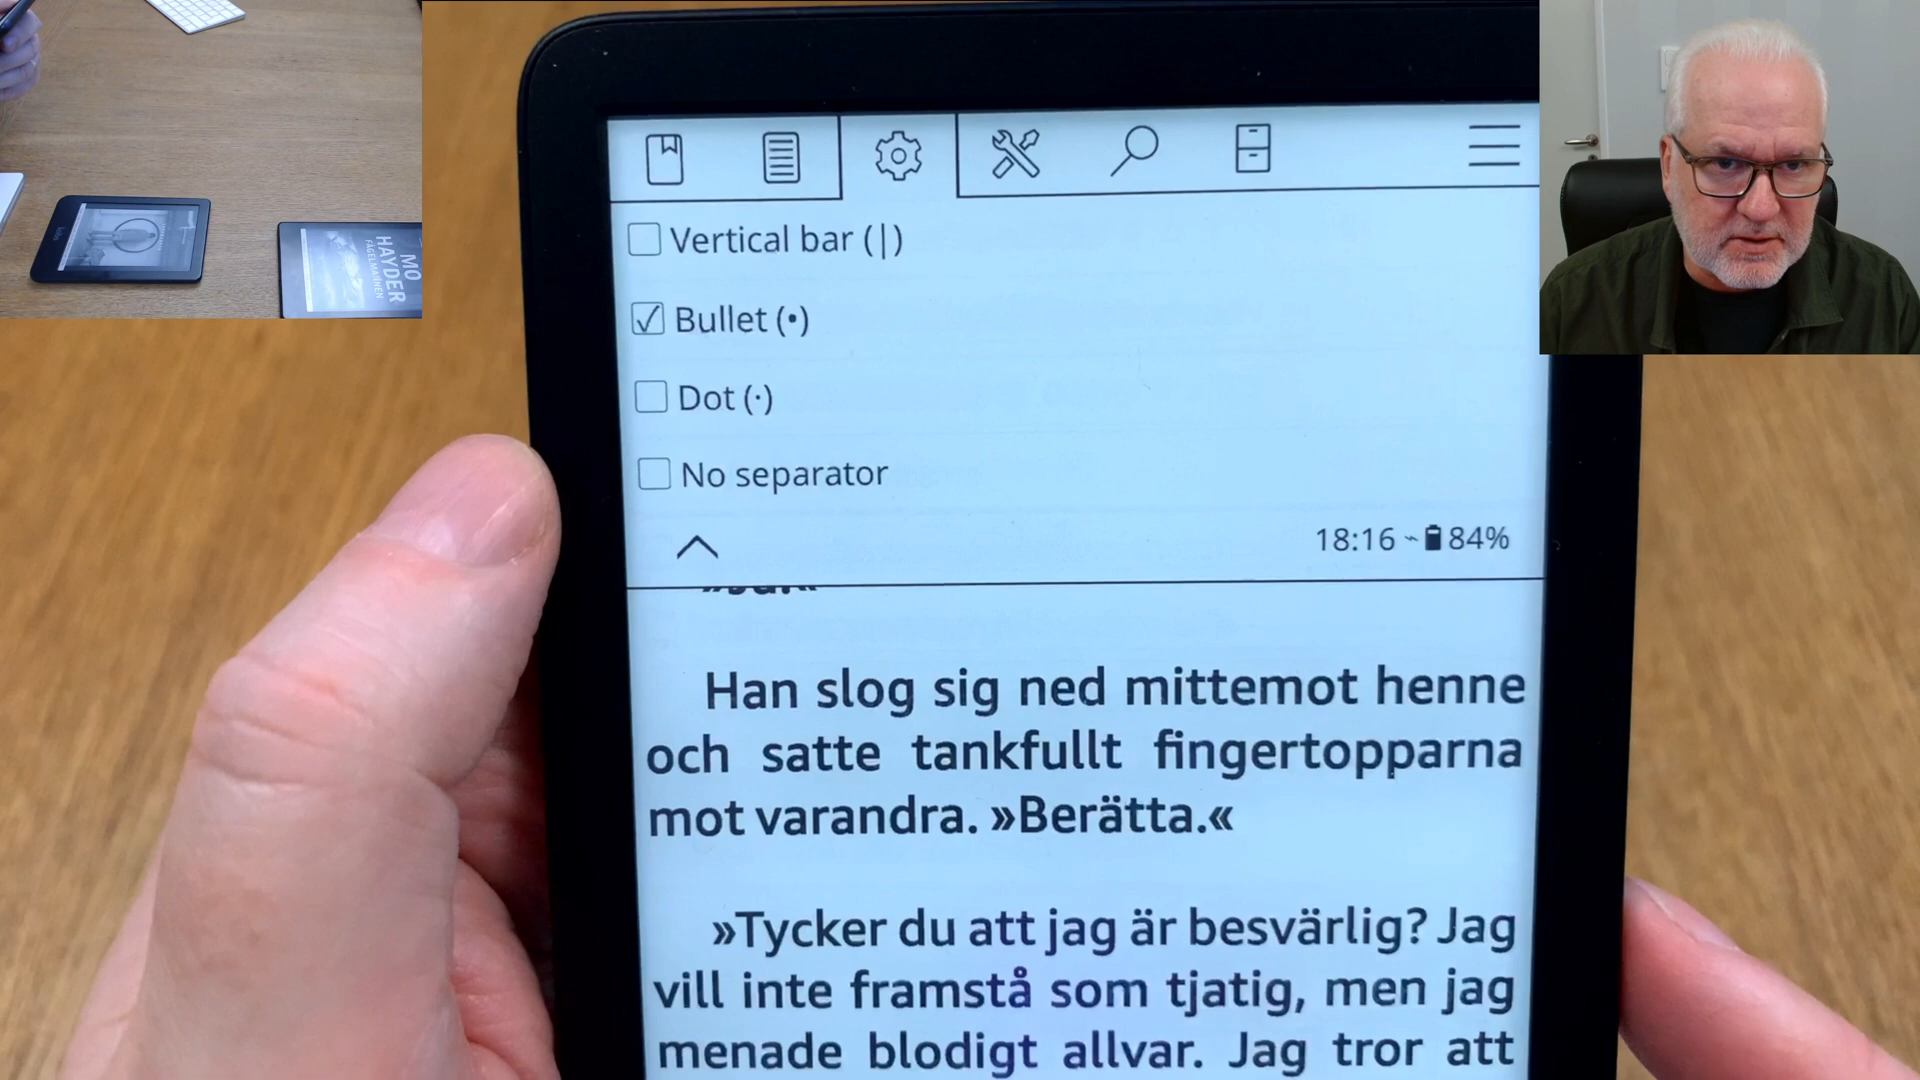 MO
HAYDER
FÅGELMANNEN
Vertical bar (|)
Bullet (•)
Dot (·)
No separator
18:16 84%
Han slog sig ned mittemot henne
och satte tankfullt fingertopparna
mot varandra. »Berätta.«
»Tycker du att jag är besvärlig? Jag
vill inte framstå som tjatig, men jag
menade blodigt allvar. Jag tror att